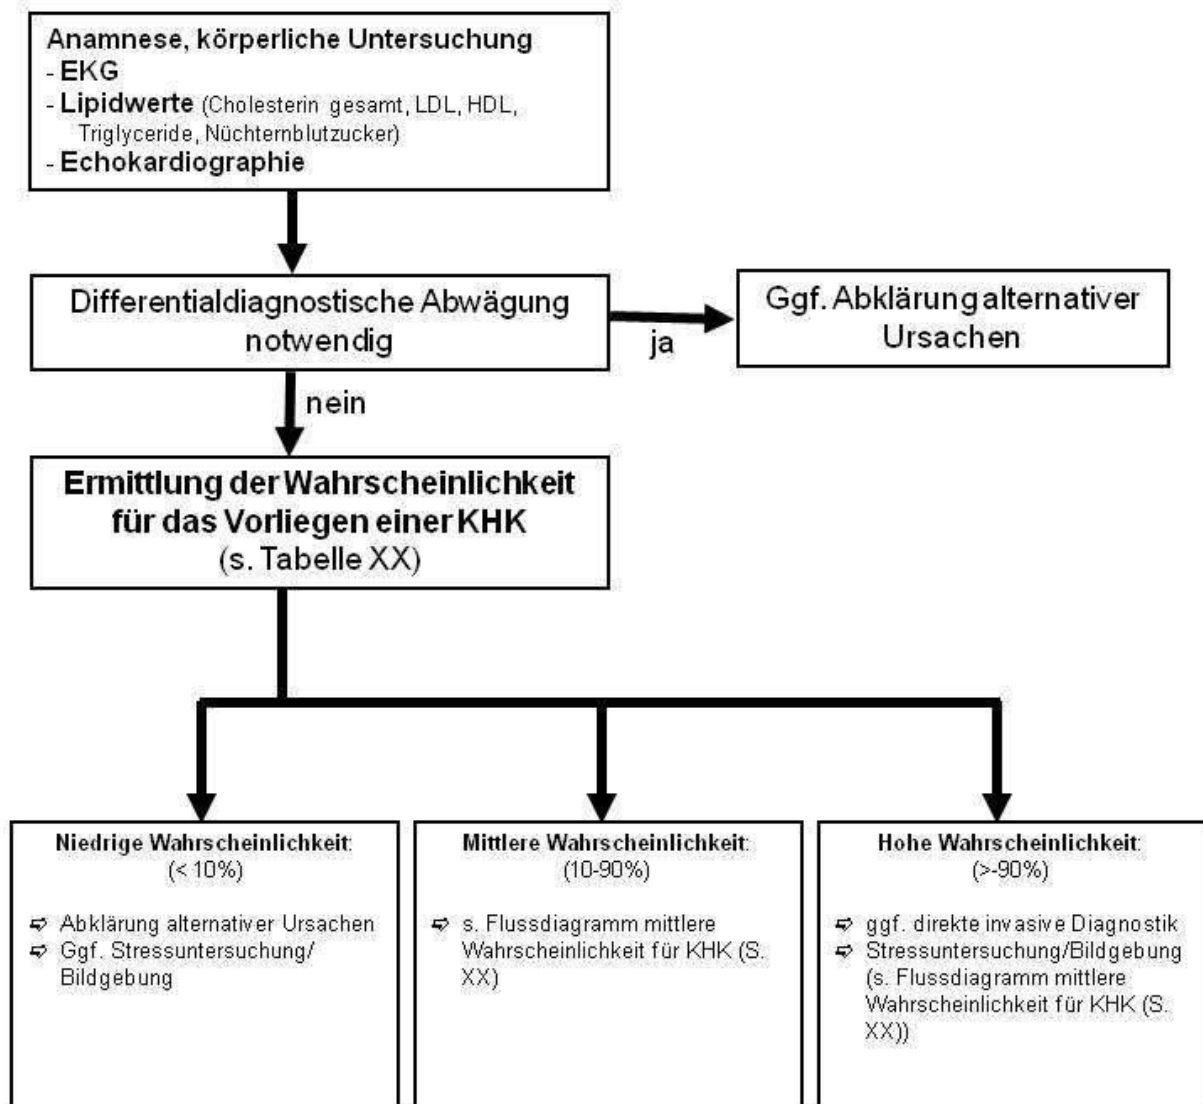 Anamnese, körperliche Untersuchung
- EKG
- Lipidwerte (Cholesterin gesamt, LDL, HDL,
Triglyceride, Nüchternblutzucker)
- Echokardiographie
Differentialdiagnostische Abwägung
notwendig
ja
Ggf. Abklärung alternativer
Ursachen
nein
Ermittlung der Wahrscheinlichkeit
für das Vorliegen einer KHK
(s. Tabelle XX)
Niedrige Wahrscheinlichkeit:
(< 10%)
⇨ Abklärung alternativer Ursachen
⇨ Ggf. Stressuntersuchung/
Bildgebung
Mittlere Wahrscheinlichkeit:
(10-90%)
⇨ s. Flussdiagramm mittlere
Wahrscheinlichkeit für KHK (S.
XX)
Hohe Wahrscheinlichkeit:
(>-90%)
⇨ ggf. direkte invasive Diagnostik
⇨ Stressuntersuchung/Bildgebung
(s. Flussdiagramm mittlere
Wahrscheinlichkeit für KHK (S.
XX))